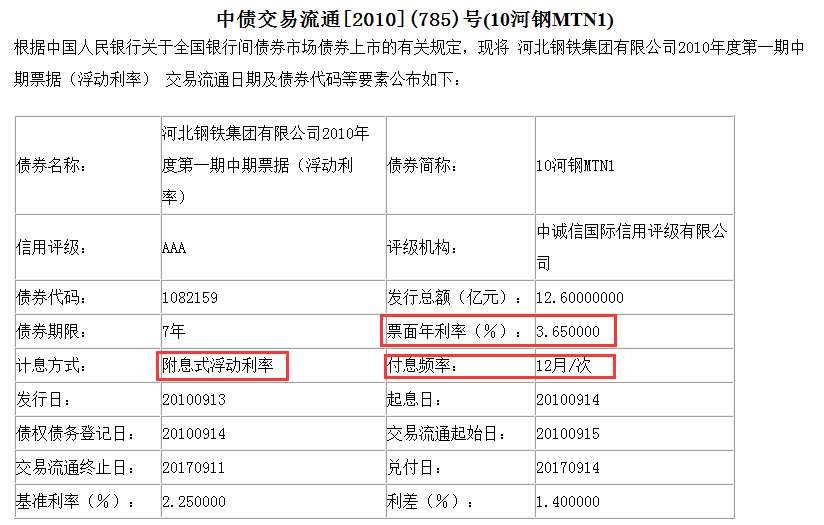 中债交易流通[2010](785)号(10河钢MTN1)
根据中国人民银行关于全国银行间债券市场债券上市的有关规定，现将 河北钢铁集团有限公司2010年度第一期中
期票据（浮动利率） 交易流通日期及债券代码等要素公布如下：
债券名称： 河北钢铁集团有限公司2010年 债券简称： 10河钢MTN1
度第一期中期票据（浮动利
率）
信用评级： AAA 评级机构： 中诚信国际信用评级有限公
司
债券代码： 1082159 发行总额（亿元）： 12.60000000
债券期限： 7年 票面年利率（%）： 3.650000
计息方式： 附息式浮动利率 付息频率： 12月/次
发行日： 20100913 起息日： 20100914
债权债务登记日： 20100914 交易流通起始日： 20100915
交易流通终止日： 20170911 兑付日： 20170914
基准利率（%）： 2.250000 利差（%）： 1.400000